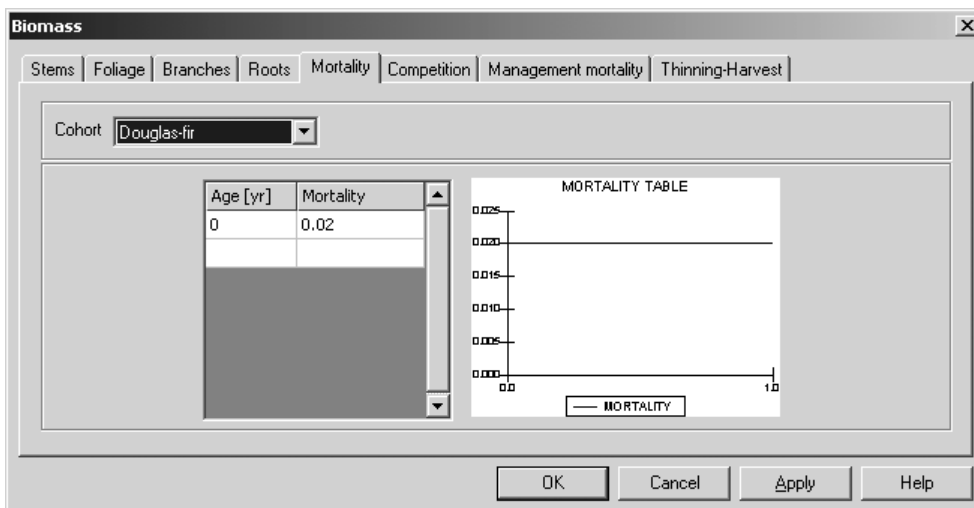 Biomass
Stems Foliage Branches Roots Mortality Competition Management mortality Thinning-Harvest
Cohort Douglas-fir
Age [yr] Mortality
0 0.02
MORTALITY TABLE
0.025
0.020
0.015
0.010
0.005
0.000
0.0 1.0
MORTALITY
OK Cancel Apply Help